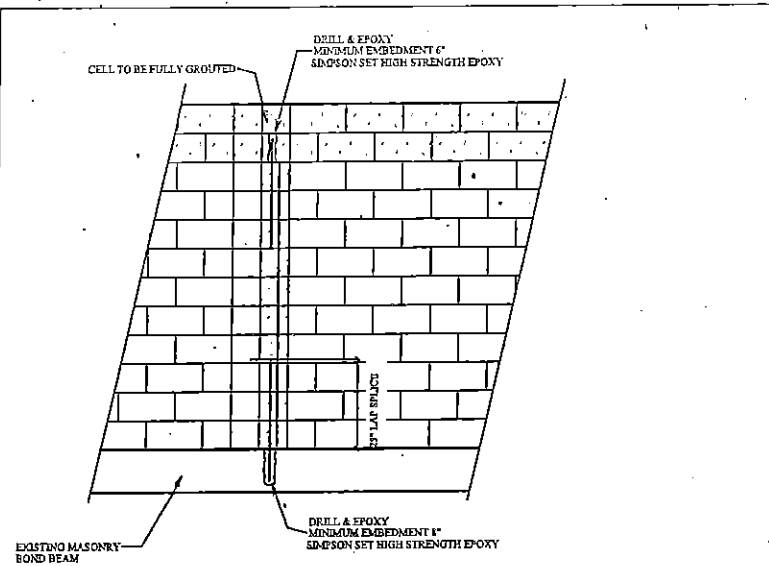 DRILL & EPOXY
MINIMUM EMBEDMENT 6"
SIMPSON SET HIGH STRENGTH EPOXY
CELL TO BE FULLY GROUTED
25" LAP SPLICE
DRILL & EPOXY
MINIMUM EMBEDMENT 8"
SIMPSON SET HIGH STRENGTH EPOXY
EXISTING MASONRY
BOND BEAM